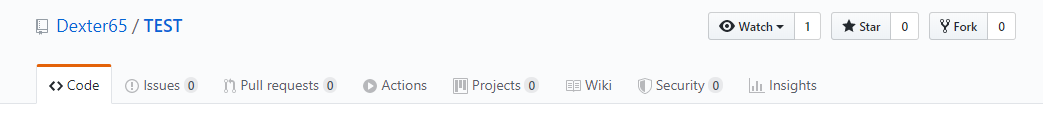 Dexter65 / TEST Watch 1 Star 0 Fork 0
Code Issues 0 Pull requests 0 Actions Projects 0 Wiki Security 0 Insights